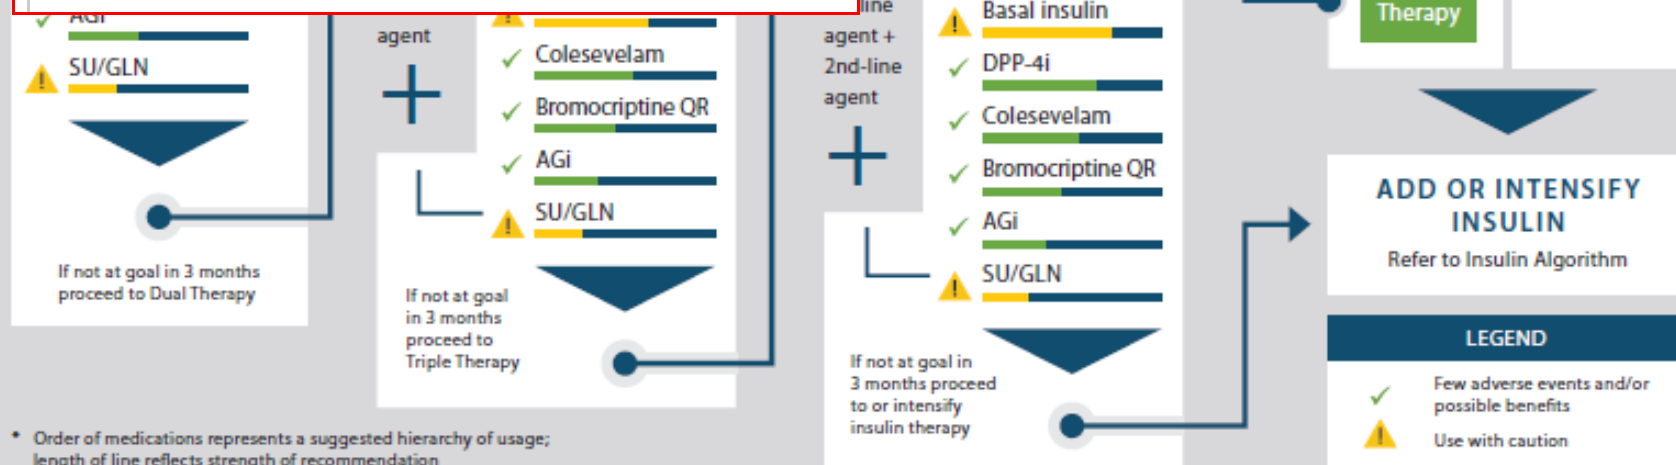 AGi
SU/GLN
If not at goal in 3 months
proceed to Dual Therapy
agent
+
Colesevelam
Bromocriptine QR
AGi
SU/GLN
If not at goal
in 3 months
proceed to
Triple Therapy
line
agent +
2nd-line
agent
+
Basal insulin
DPP-4i
Colesevelam
Bromocriptine QR
AGi
SU/GLN
If not at goal in
3 months proceed
to or intensify
insulin therapy
Therapy
ADD OR INTENSIFY
INSULIN
Refer to Insulin Algorithm
LEGEND
Few adverse events and/or
possible benefits
Use with caution
* Order of medications represents a suggested hierarchy of usage;
length of line reflects strength of recommendation